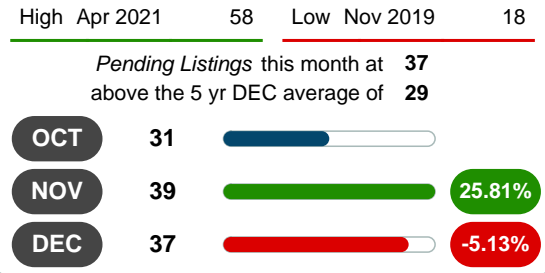 High Apr 2021 58 Low Nov 2019 18
Pending Listings this month at 37
above the 5 yr DEC average of 29
OCT 31
NOV 39 25.81%
DEC 37 -5.13%